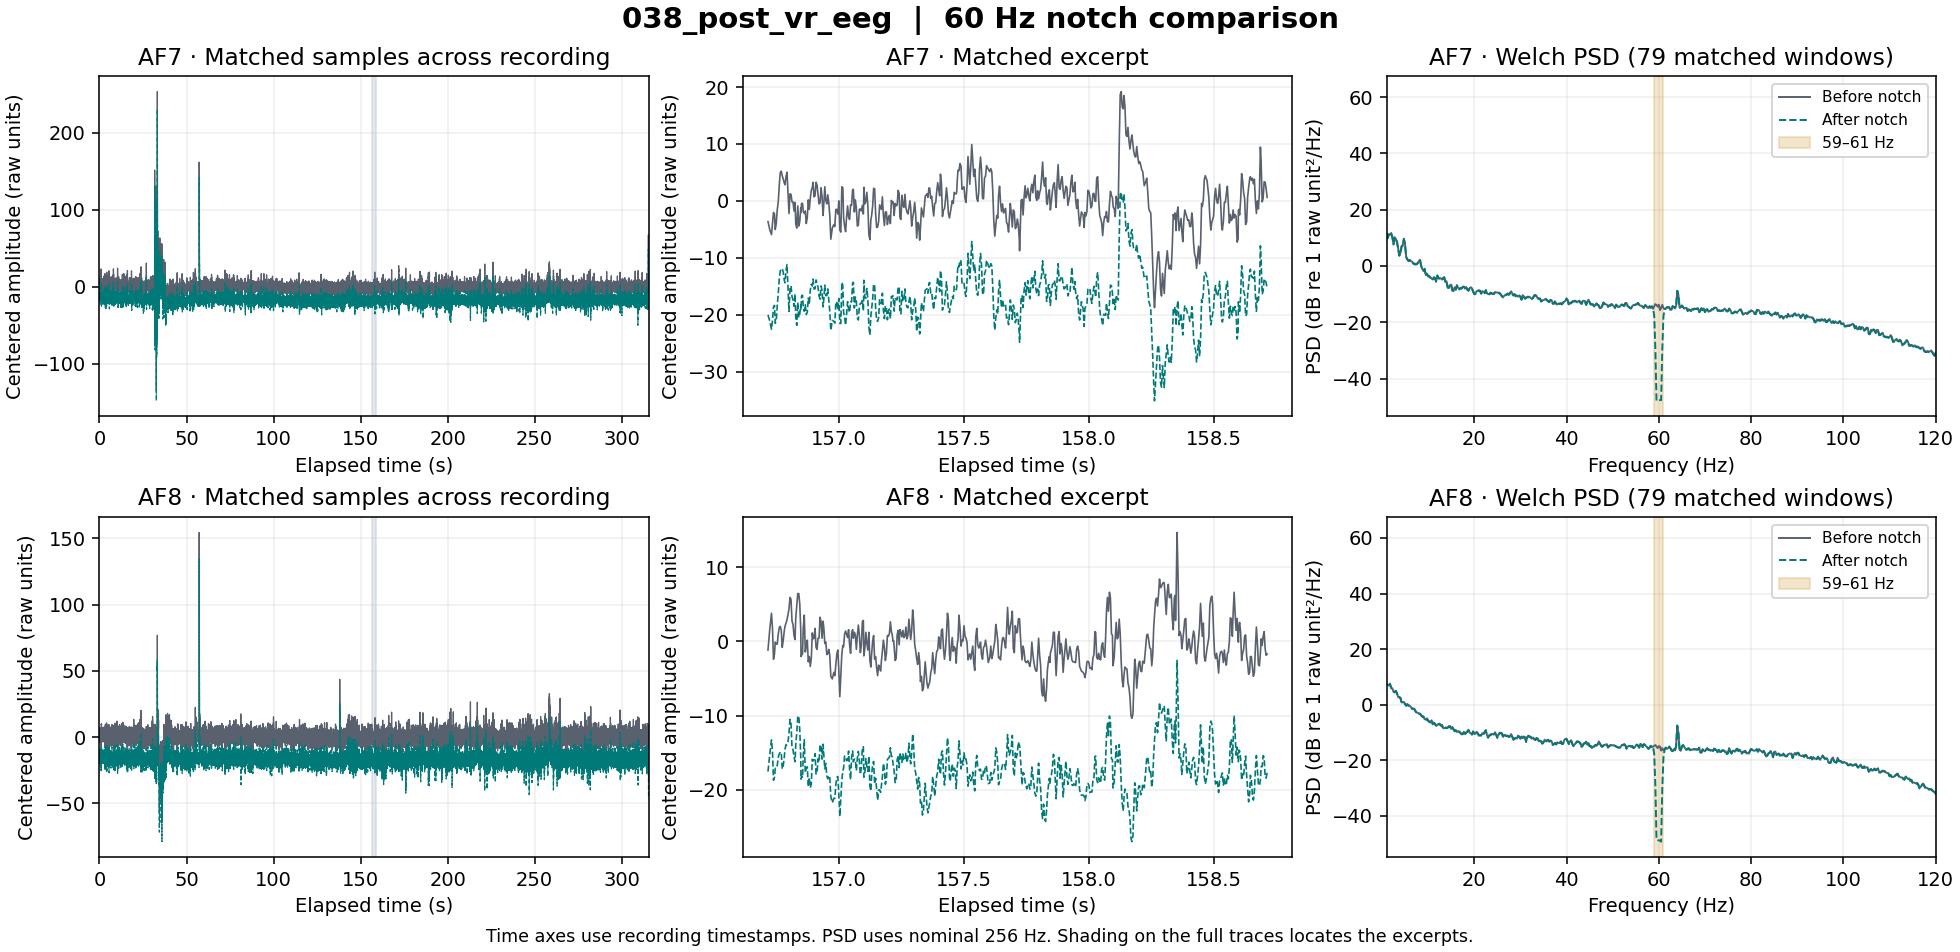 038_post_vr_eeg | 60 Hz notch comparison
AF7 · Matched samples across recording
Centered amplitude (raw units)
200
100
0
−100
0 50 100 150 200 250 300
Elapsed time (s)
AF7 · Matched excerpt
Centered amplitude (raw units)
20
10
0
−10
−20
−30
157.0 157.5 158.0 158.5
Elapsed time (s)
AF7 · Welch PSD (79 matched windows)
PSD (dB re 1 raw unit²/Hz)
60
40
20
0
−20
−40
Before notch
After notch
59–61 Hz
20 40 60 80 100 120
Frequency (Hz)
AF8 · Matched samples across recording
Centered amplitude (raw units)
150
100
50
0
−50
0 50 100 150 200 250 300
Elapsed time (s)
AF8 · Matched excerpt
Centered amplitude (raw units)
10
0
−10
−20
157.0 157.5 158.0 158.5
Elapsed time (s)
AF8 · Welch PSD (79 matched windows)
PSD (dB re 1 raw unit²/Hz)
60
40
20
0
−20
−40
Before notch
After notch
59–61 Hz
20 40 60 80 100 120
Frequency (Hz)
Time axes use recording timestamps. PSD uses nominal 256 Hz. Shading on the full traces locates the excerpts.